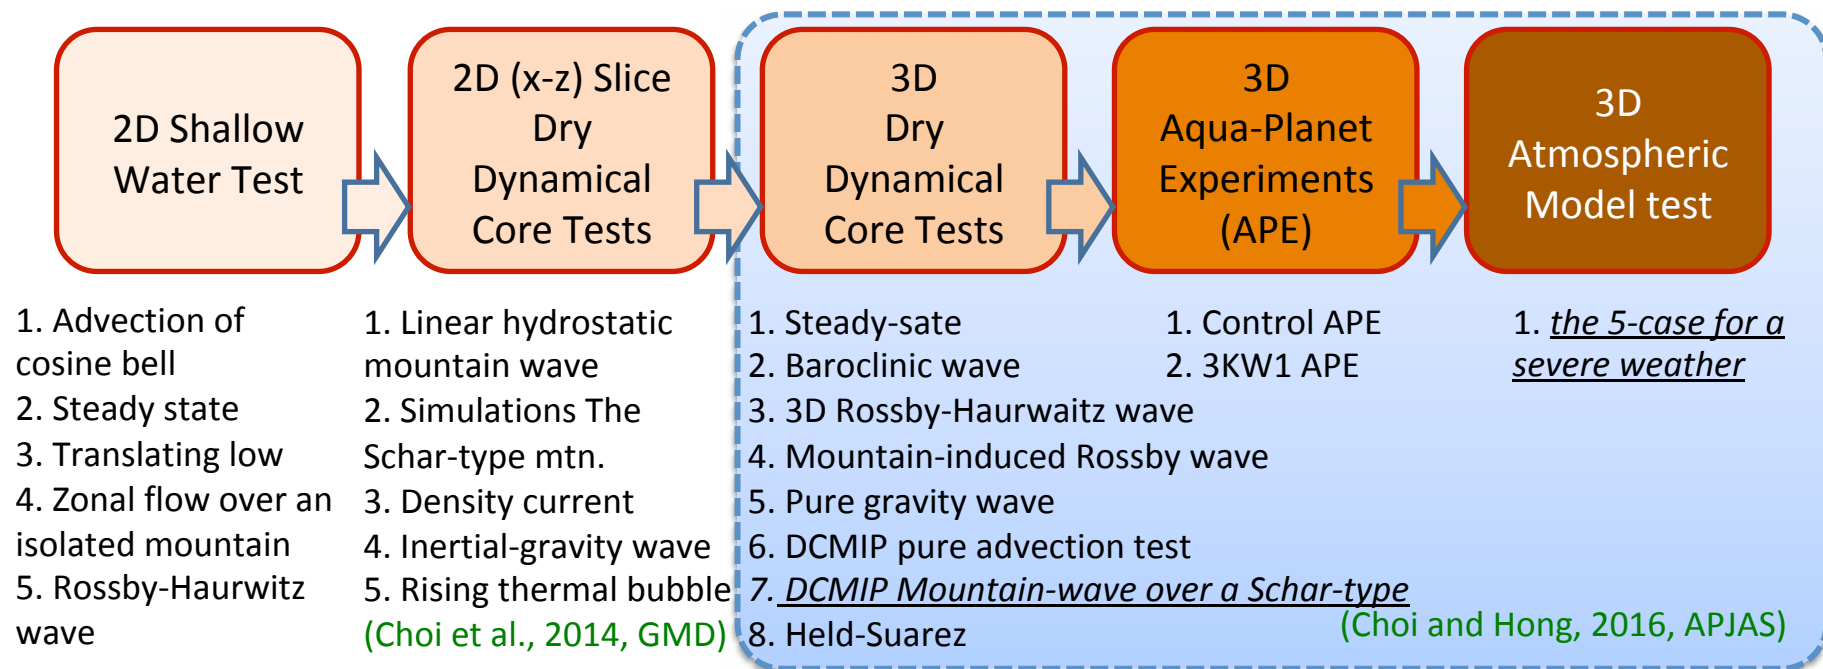 2D Shallow
Water Test
2D (x-z) Slice
Dry
Dynamical
Core Tests
3D
Dry
Dynamical
Core Tests
3D
Aqua-Planet
Experiments
(APE)
3D
Atmospheric
Model test
1. Advection of
cosine bell
2. Steady state
3. Translating low
4. Zonal flow over an
isolated mountain
5. Rossby-Haurwitz
wave
1. Linear hydrostatic
mountain wave
2. Simulations The
Schar-type mtn.
3. Density current
4. Inertial-gravity wave
5. Rising thermal bubble
(Choi et al., 2014, GMD)
1. Steady-sate
2. Baroclinic wave
3. 3D Rossby-Haurwaitz wave
4. Mountain-induced Rossby wave
5. Pure gravity wave
6. DCMIP pure advection test
7. DCMIP Mountain-wave over a Schar-type
8. Held-Suarez
1. Control APE
2. 3KW1 APE
1. the 5-case for a
severe weather
(Choi and Hong, 2016, APJAS)